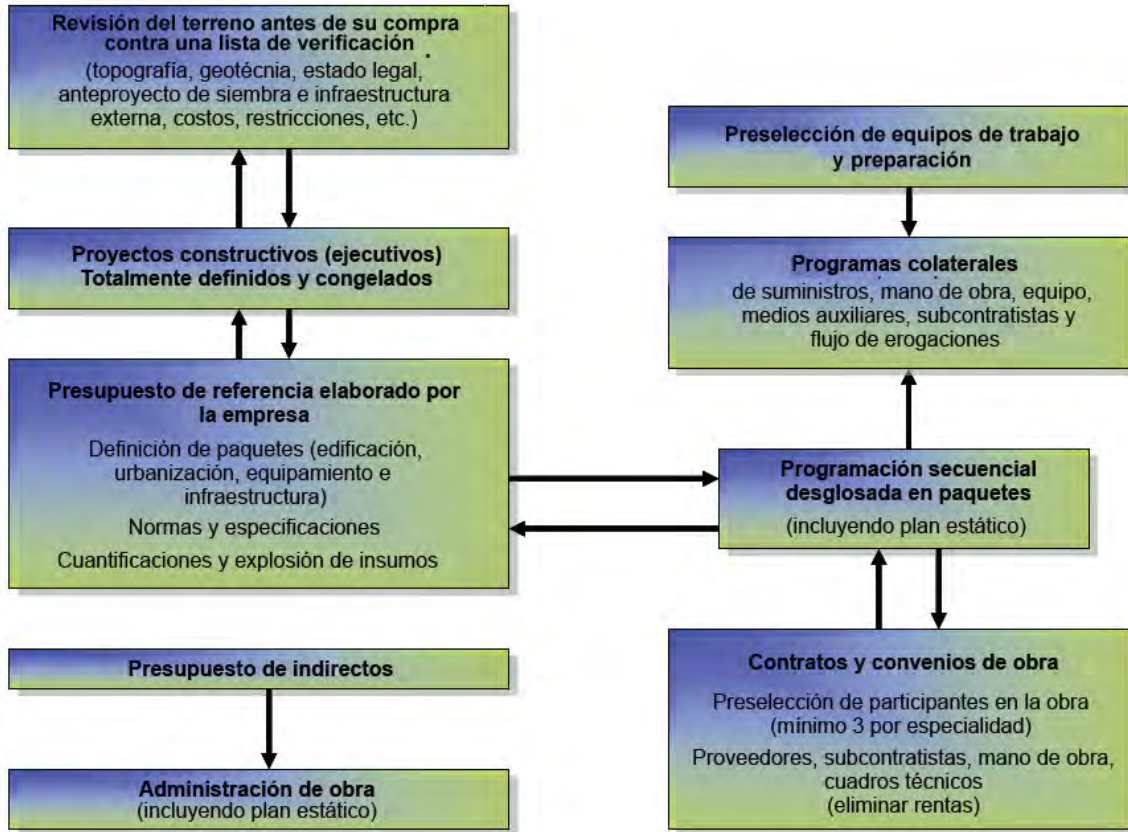 Revisión del terreno antes de su compra
contra una lista de verificación
(topografía, geotécnia, estado legal,
anteproyecto de siembra e infraestructura
externa, costos, restricciones, etc.)
Proyectos constructivos (ejecutivos)
Totalmente definidos y congelados
Presupuesto de referencia elaborado por
la empresa
Definición de paquetes (edificación,
urbanización, equipamiento e
infraestructura)
Normas y especificaciones
Cuantificaciones y explosión de insumos
Presupuesto de indirectos
Administración de obra
(incluyendo plan estático)
Preselección de equipos de trabajo
y preparación
Programas colaterales
de suministros, mano de obra, equipo,
medios auxiliares, subcontratistas y
flujo de erogaciones
Programación secuencial
desglosada en paquetes
(incluyendo plan estático)
Contratos y convenios de obra
Preselección de participantes en la obra
(mínimo 3 por especialidad)
Proveedores, subcontratistas, mano de obra,
cuadros técnicos
(eliminar rentas)